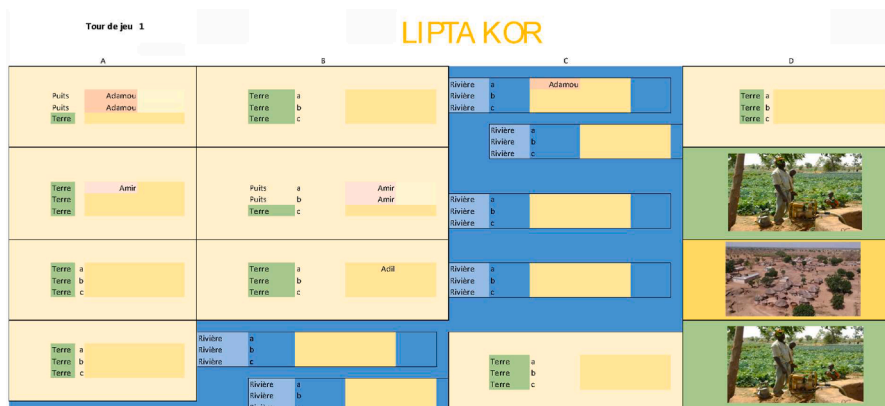 Tour de jeu 1
LIPTAKOR
A B C D
Puits Adamou
Puits Adamou
Terre
Terre a
Terre b
Terre c
Rivière a Adamou
Rivière b
Rivière c
Terre a
Terre b
Terre c
Rivière a
Rivière b
Rivière c
Terre Amir
Terre
Terre
Puits a Amir
Puits b Amir
Terre c
Rivière a
Rivière b
Rivière c
Terre a
Terre b
Terre c
Terre a Adil
Terre b
Terre c
Rivière a
Rivière b
Rivière c
Terre a
Terre b
Terre c
Rivière a
Rivière b
Rivière c
Rivière a
Rivière b
Rivière
Terre a
Terre b
Terre c